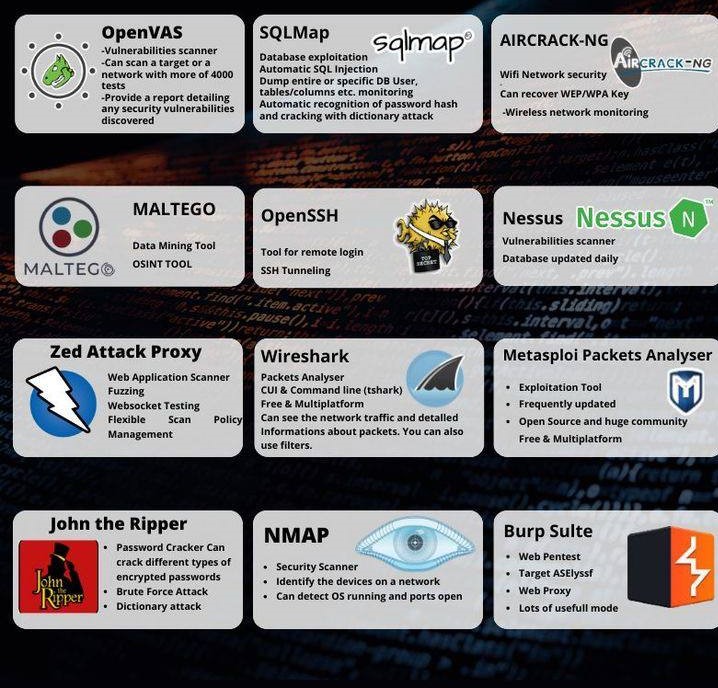 OpenVAS
-Vulnerabilities scanner
-Can scan a target or a
network with more of 4000
tests
-Provide a report detailing
any security vulnerabilities
discovered
SQLMap
sqlmap®
Database exploitation
Automatic SQL Injection
Dump entire or specific DB User,
tables/columns etc. monitoring
Automatic recognition of password hash
and cracking with dictionary attack
AIRCRACK-NG
AIRCRACK-NG
Wifi Network security
Can recover WEP/WPA Key
-Wireless network monitoring
MALTEGO
MALTEGO
Data Mining Tool
OSINT TOOL
OpenSSH
Tool for remote login
SSH Tunneling
TOP
SECRET
Nessus
Nessus N™
Vulnerabilities scanner
Database updated daily
Zed Attack Proxy
Web Application Scanner
Fuzzing
Websocket Testing
Flexible Scan Policy
Management
Wireshark
Packets Analyser
CUI & Command line (tshark)
Free & Multiplatform
Can see the network traffic and detailed
Informations about packets. You can also
use filters.
Metasploi Packets Analyser
• Exploitation Tool
• Frequently updated
• Open Source and huge community
Free & Multiplatform
M
John the Ripper
John
the
Ripper
• Password Cracker Can
crack different types of
encrypted passwords
• Brute Force Attack
• Dictionary attack
NMAP
• Security Scanner
• Identify the devices on a network
• Can detect OS running and ports open
Burp Sulte
• Web Pentest
• Target ASElyssf
• Web Proxy
• Lots of usefull mode